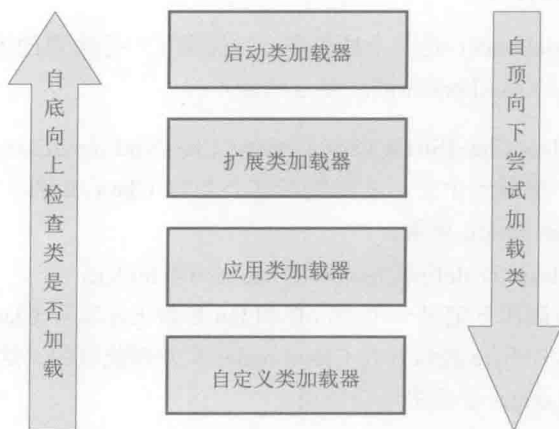 自底向上检查类是否加载
启动类加载器
扩展类加载器
应用类加载器
自定义类加载器
自顶向下尝试加载类